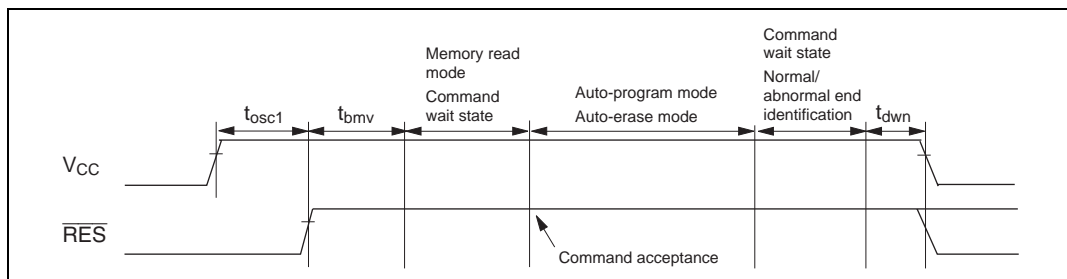 Memory read
mode
Command
wait state
Auto-program mode
Auto-erase mode
Command
wait state
Normal/
abnormal end
identification
tosc1
tbmv
tdwn
VCC
RES
Command acceptance